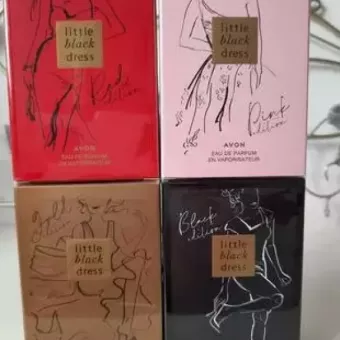 little
black
dress
Red
edition
AVON
EAU DE PARFUM
EN VAPORISATEUR
little
black
dress
Pink
edition
AVON
EAU DE PARFUM
EN VAPORISATEUR
Gold
little
black
dress
Black
edition
little
black
dress